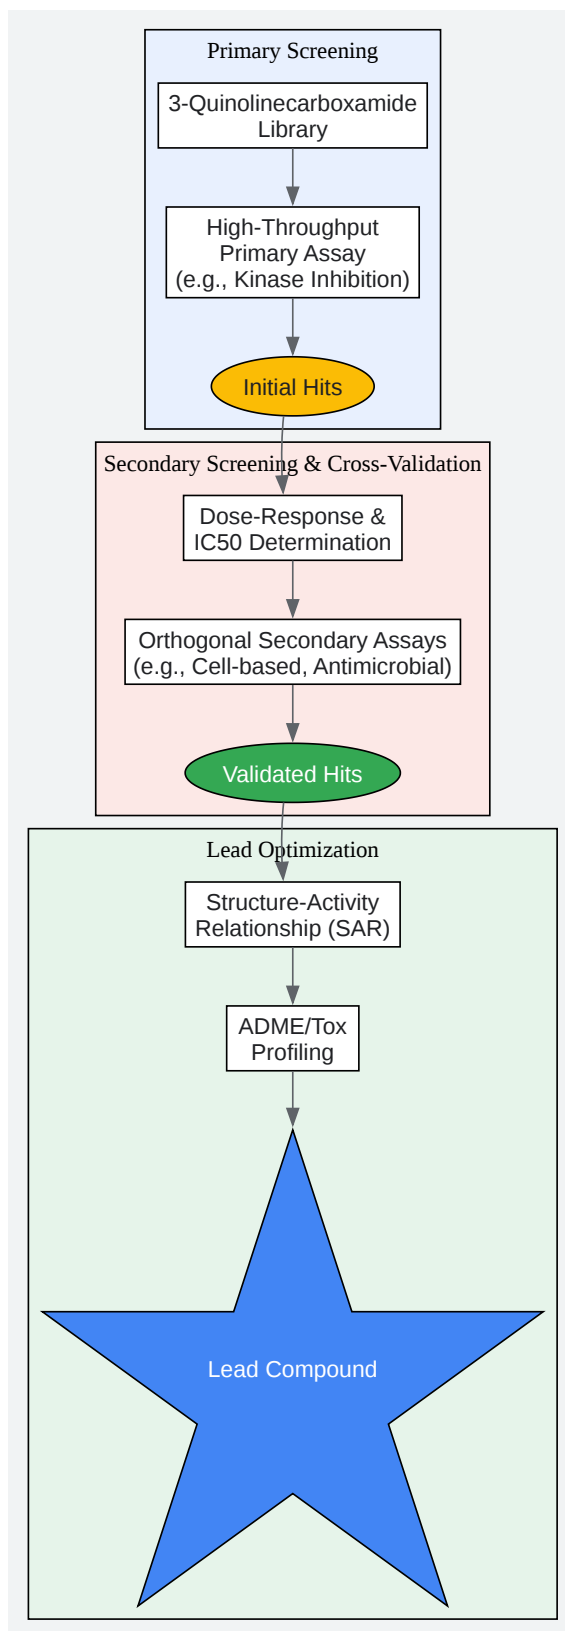 Primary Screening
3-Quinolinecarboxamide
Library
High-Throughput
Primary Assay
(e.g., Kinase Inhibition)
Initial Hits
Secondary Screening & Cross-Validation
Dose-Response &
IC50 Determination
Orthogonal Secondary Assays
(e.g., Cell-based, Antimicrobial)
Validated Hits
Lead Optimization
Structure-Activity
Relationship (SAR)
ADME/Tox
Profiling
Lead Compound